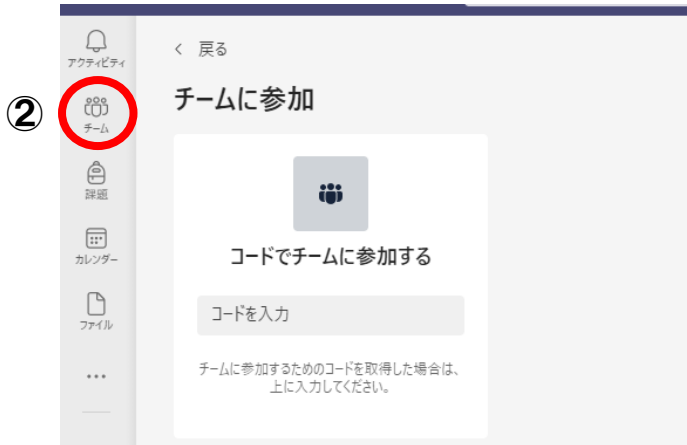 アクティビティ
②
チーム
課題
カレンダー
ファイル
…
< 戻る
チームに参加
コードでチームに参加する
コードを入力
チームに参加するためのコードを取得した場合は、
上に入力してください。